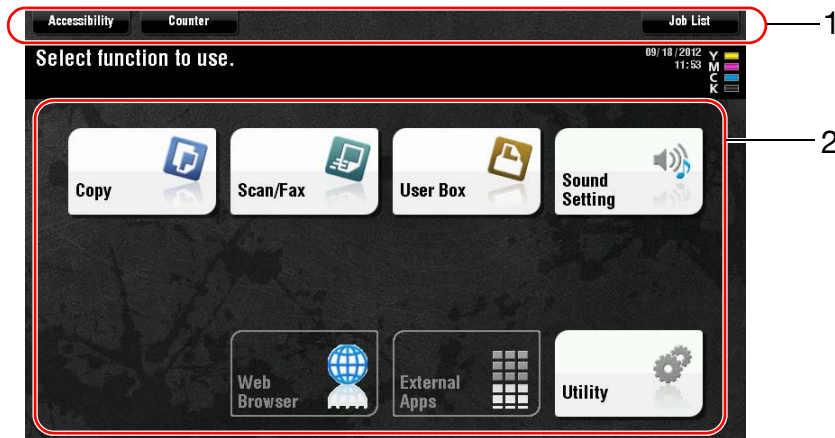 Accessibility Counter Job List
1
Select function to use.
09/18/2012
11:53
Y
M
C
K
2
Copy
Scan/Fax
User Box
Sound
Setting
Web
Browser
External
Apps
Utility